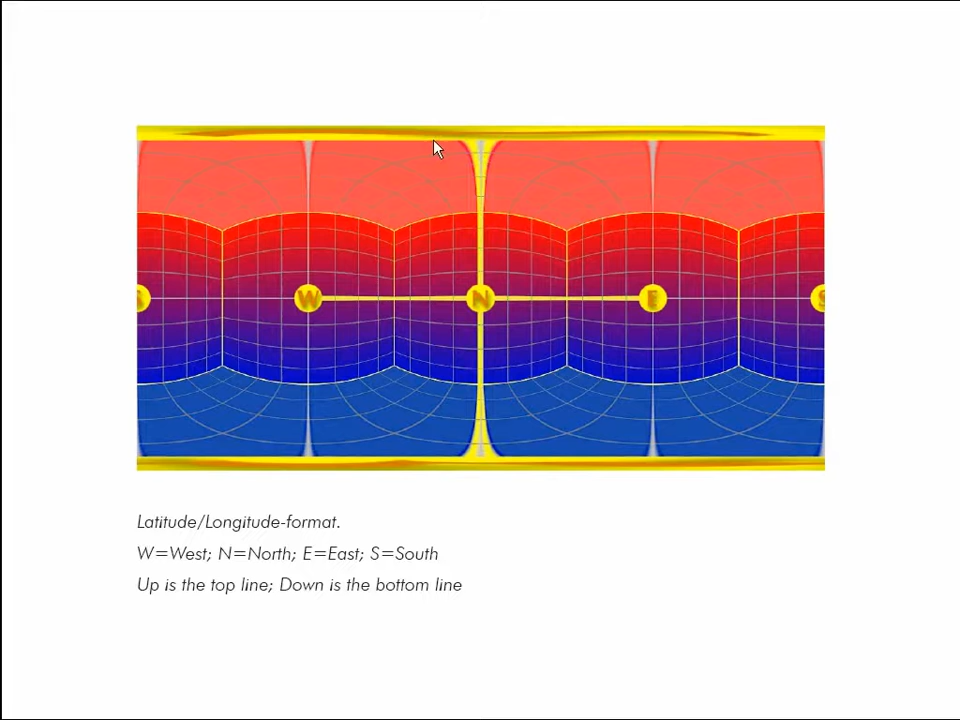 S W N E S
Latitude/Longitude-format.
W=West; N=North; E=East; S=South
Up is the top line; Down is the bottom line